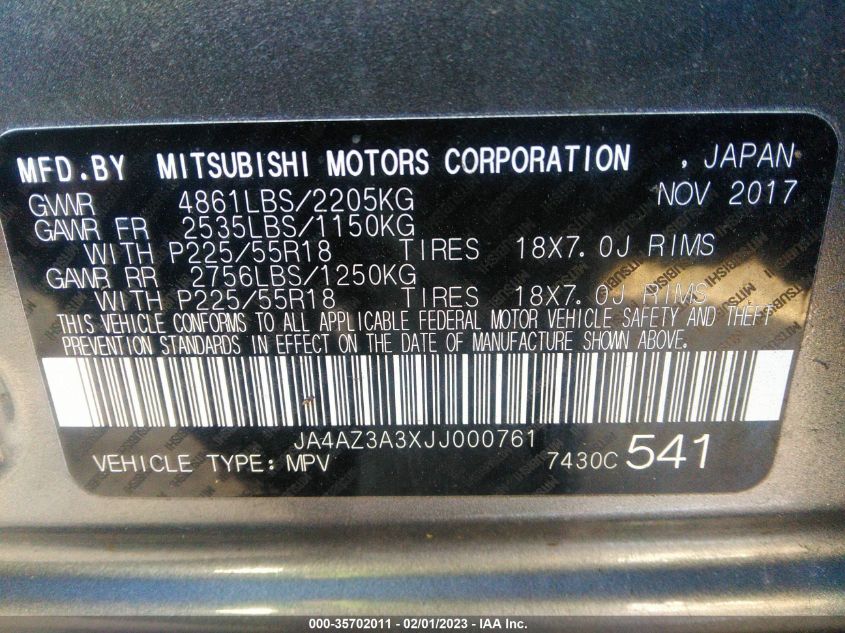 MFD.BY MITSUBISHI MOTORS CORPORATION , JAPAN
GVWR 4861LBS/2205KG NOV 2017
GAWR FR 2535LBS/1150KG
WITH P225/55R18 TIRES 18X7.0J RIMS
GAWR RR 2756LBS/1250KG
WITH P225/55R18 TIRES 18X7.0J RIMS
THIS VEHICLE CONFORMS TO ALL APPLICABLE FEDERAL MOTOR VEHICLE SAFETY AND THEFT
PREVENTION STANDARDS IN EFFECT ON THE DATE OF MANUFACTURE SHOWN ABOVE.
JA4AZ3A3XJJ000761
VEHICLE TYPE: MPV 7430C 541
000-35702011 - 02/01/2023 - © IAA Inc.